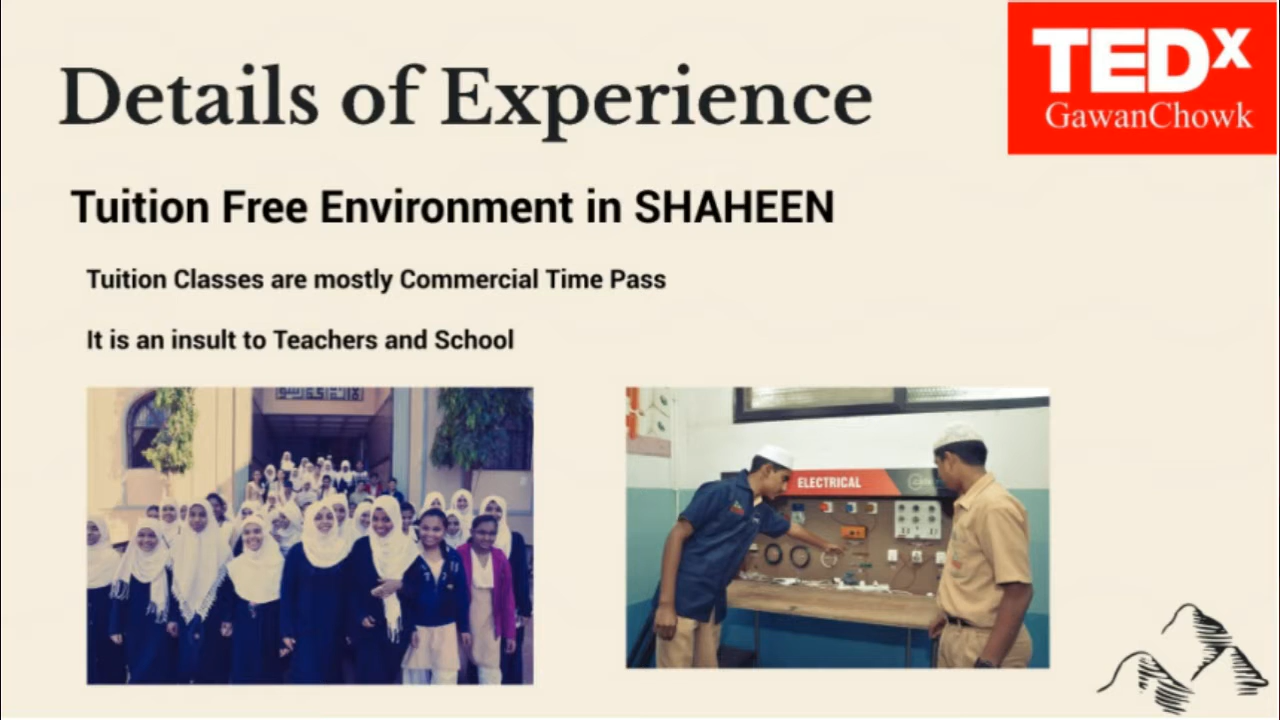 Details of Experience
TEDx
GawanChowk
Tuition Free Environment in SHAHEEN
Tuition Classes are mostly Commercial Time Pass
It is an insult to Teachers and School
ELECTRICAL